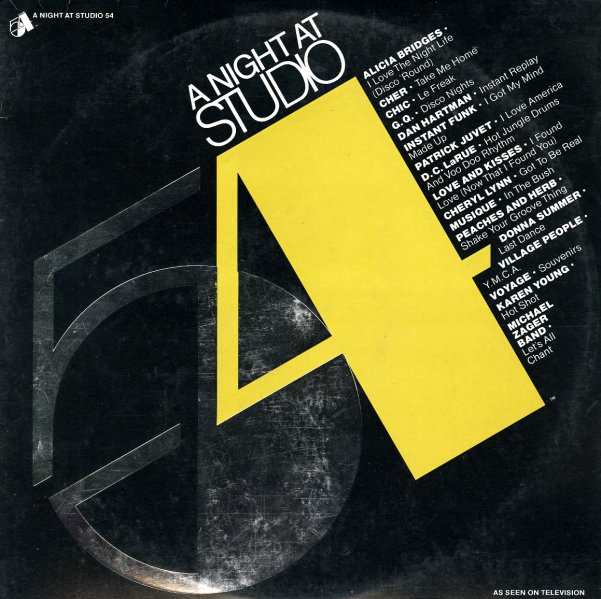 A NIGHT AT STUDIO 54
A NIGHT AT
STUDIO
54
ALICIA BRIDGES •
I Love The Night Life
(Disco 'Round)
CHER • Take Me Home
CHIC • Le Freak
G.Q. • Disco Nights
DAN HARTMAN • Instant Replay
INSTANT FUNK • I Got My Mind
Made Up
PATRICK JUVET • I Love America
D.C. LaRUE • Hot Jungle Drums
And Voo Doo Rhythm
LOVE AND KISSES • I Found
Love (Now That I Found You)
CHERYL LYNN • Got To Be Real
MUSIQUE • In The Bush
PEACHES AND HERB •
Shake Your Groove Thing
DONNA SUMMER •
Last Dance
VILLAGE PEOPLE •
Y.M.C.A.
VOYAGE • Souvenirs
KAREN YOUNG •
Hot Shot
MICHAEL
ZAGER
BAND •
Let's All
Chant
TM
AS SEEN ON TELEVISION